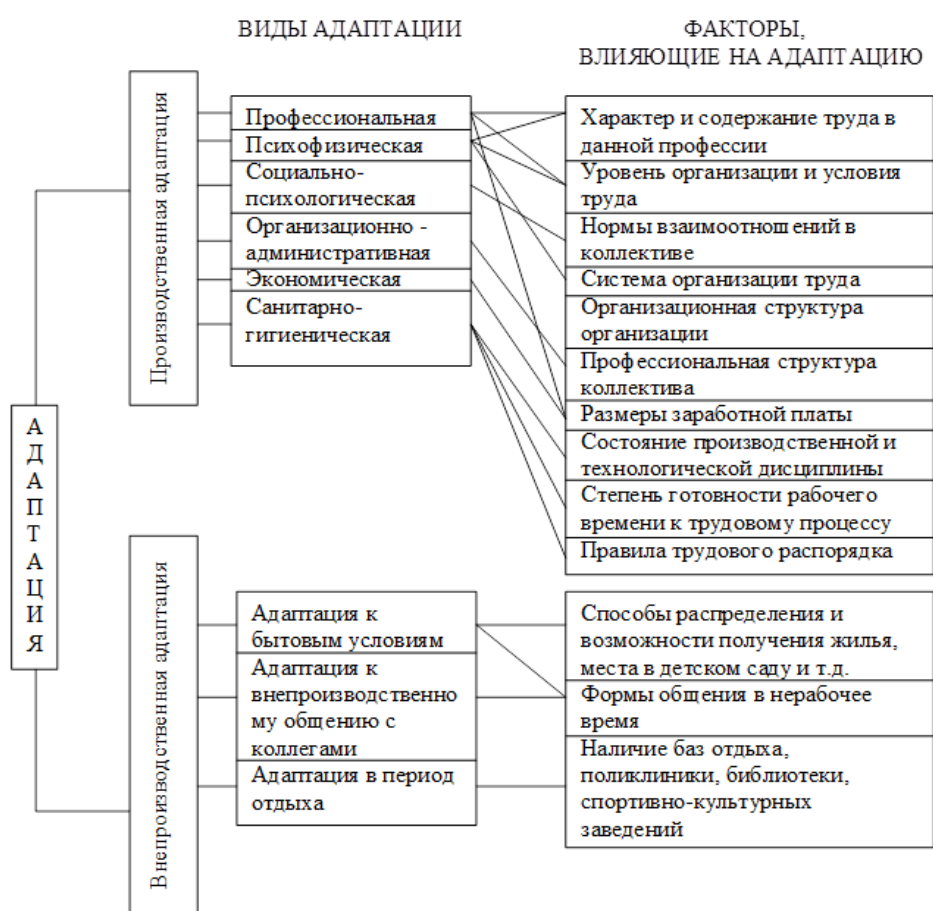 ВИДЫ АДАПТАЦИИ
ФАКТОРЫ,
ВЛИЯЮЩИЕ НА АДАПТАЦИЮ
АДАПТАЦИЯ
Производственная адаптация
Профессиональная
Психофизическая
Социально-
психологическая
Организационно -
административная
Экономическая
Санитарно-
гигиеническая
Характер и содержание труда в
данной профессии
Уровень организации и условия
труда
Нормы взаимоотношений в
коллективе
Система организации труда
Организационная структура
организации
Профессиональная структура
коллектива
Размеры заработной платы
Состояние производственной и
технологической дисциплины
Степень готовности рабочего
времени к трудовому процессу
Правила трудового распорядка
Внепроизводственная адаптация
Адаптация к
бытовым условиям
Адаптация к
внепроизводственно
му общению с
коллегами
Адаптация в период
отдыха
Способы распределения и
возможности получения жилья,
места в детском саду и т.д.
Формы общения в нерабочее
время
Наличие баз отдыха,
поликлиники, библиотеки,
спортивно-культурных
заведений